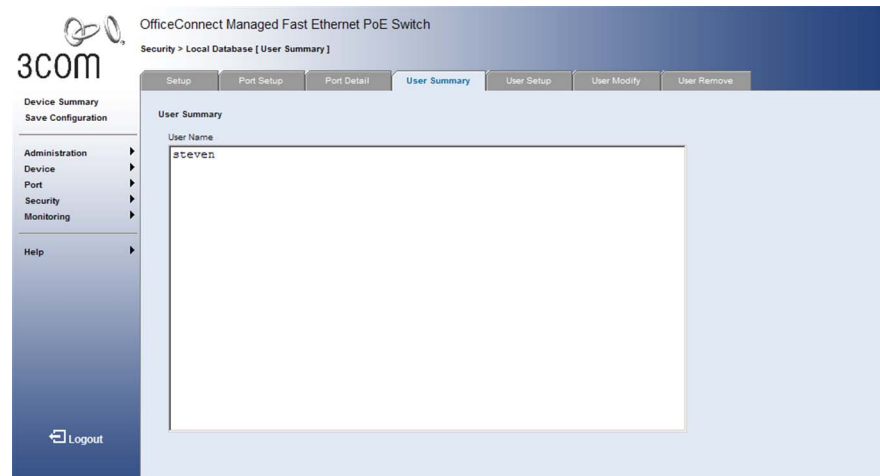 3COM
OfficeConnect Managed Fast Ethernet PoE Switch
Security > Local Database [ User Summary ]
Setup Port Setup Port Detail User Summary User Setup User Modify User Remove
Device Summary
Save Configuration
Administration
Device
Port
Security
Monitoring
Help
Logout
User Summary
User Name
steven